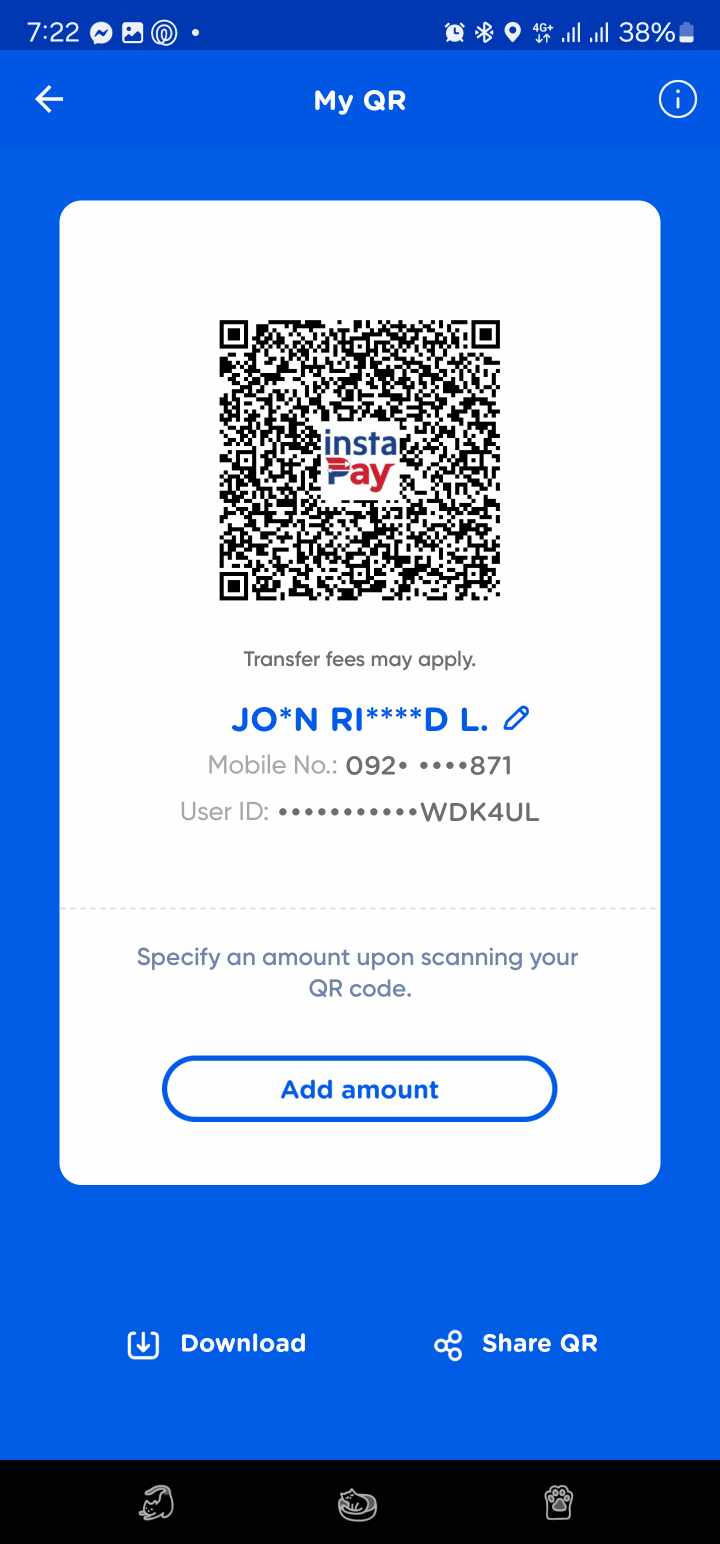 7:22 4G+ 38%
My QR
insta
Pay
Transfer fees may apply.
JO*N RI****D L.
Mobile No.: 092• ••••871
User ID: •••••••••••WDK4UL
Specify an amount upon scanning your
QR code.
Add amount
Download Share QR